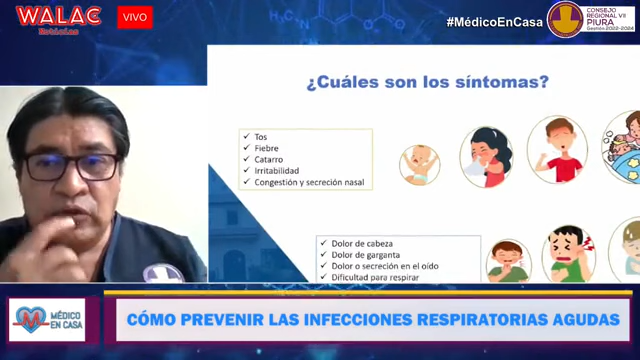 WALAC
Noticias
VIVO
#MédicoEnCasa
CONSEJO
REGIONAL VII
PIURA
Gestión 2022-2024
¿Cuáles son los síntomas?
✓ Tos
✓ Fiebre
✓ Catarro
✓ Irritabilidad
✓ Congestión y secreción nasal
✓ Dolor de cabeza
✓ Dolor de garganta
✓ Dolor o secreción en el oído
✓ Dificultad para respirar
MÉDICO
EN CASA
CÓMO PREVENIR LAS INFECCIONES RESPIRATORIAS AGUDAS